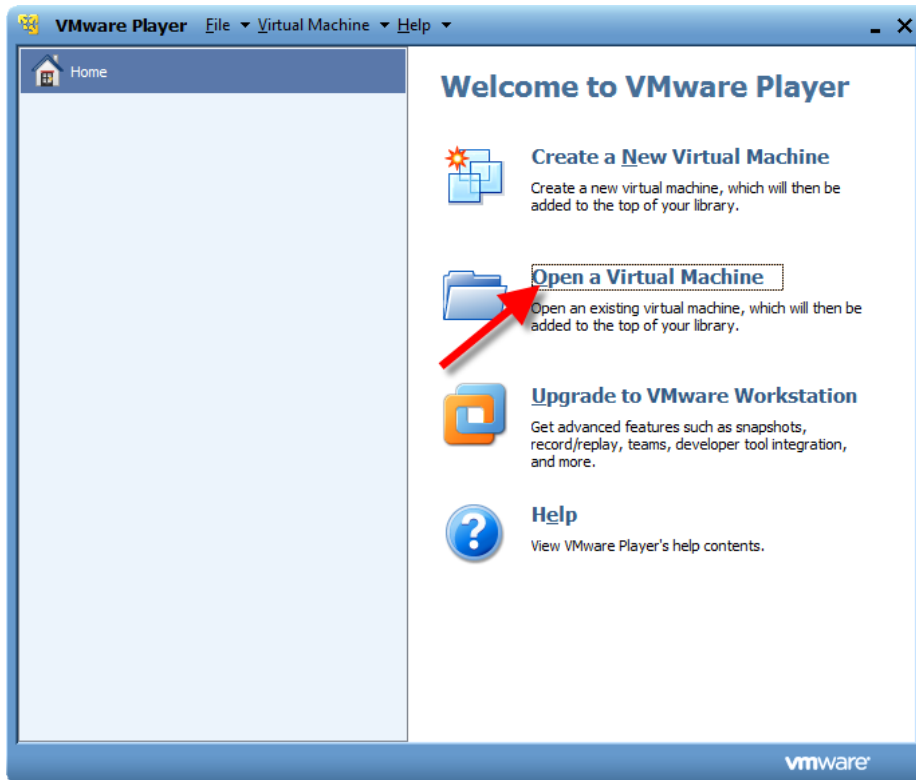 VMware Player File Virtual Machine Help
Home
Welcome to VMware Player
Create a New Virtual Machine
Create a new virtual machine, which will then be
added to the top of your library.
Open a Virtual Machine
Open an existing virtual machine, which will then be
added to the top of your library.
Upgrade to VMware Workstation
Get advanced features such as snapshots,
record/replay, teams, developer tool integration,
and more.
Help
View VMware Player's help contents.
vmware